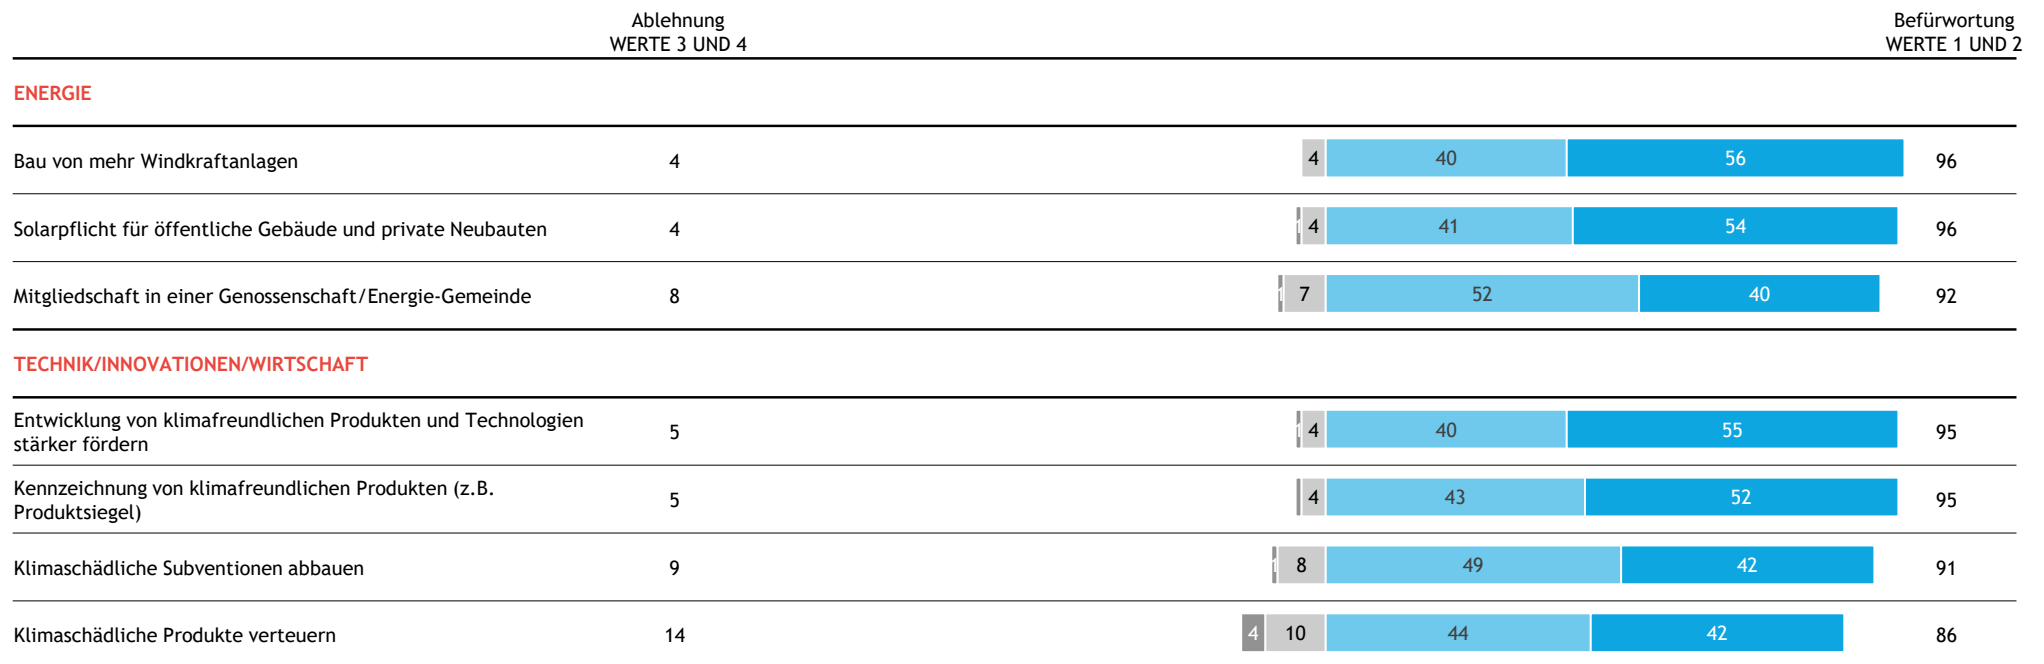 Ablehnung
WERTE 3 UND 4
Befürwortung
WERTE 1 UND 2
ENERGIE
Bau von mehr Windkraftanlagen 4 4 40 56 96
Solarpflicht für öffentliche Gebäude und private Neubauten 4 1 4 41 54 96
Mitgliedschaft in einer Genossenschaft/Energie-Gemeinde 8 1 7 52 40 92
TECHNIK/INNOVATIONEN/WIRTSCHAFT
Entwicklung von klimafreundlichen Produkten und Technologien
stärker fördern 5 1 4 40 55 95
Kennzeichnung von klimafreundlichen Produkten (z.B.
Produktsiegel) 5 4 43 52 95
Klimaschädliche Subventionen abbauen 9 1 8 49 42 91
Klimaschädliche Produkte verteuern 14 4 10 44 42 86